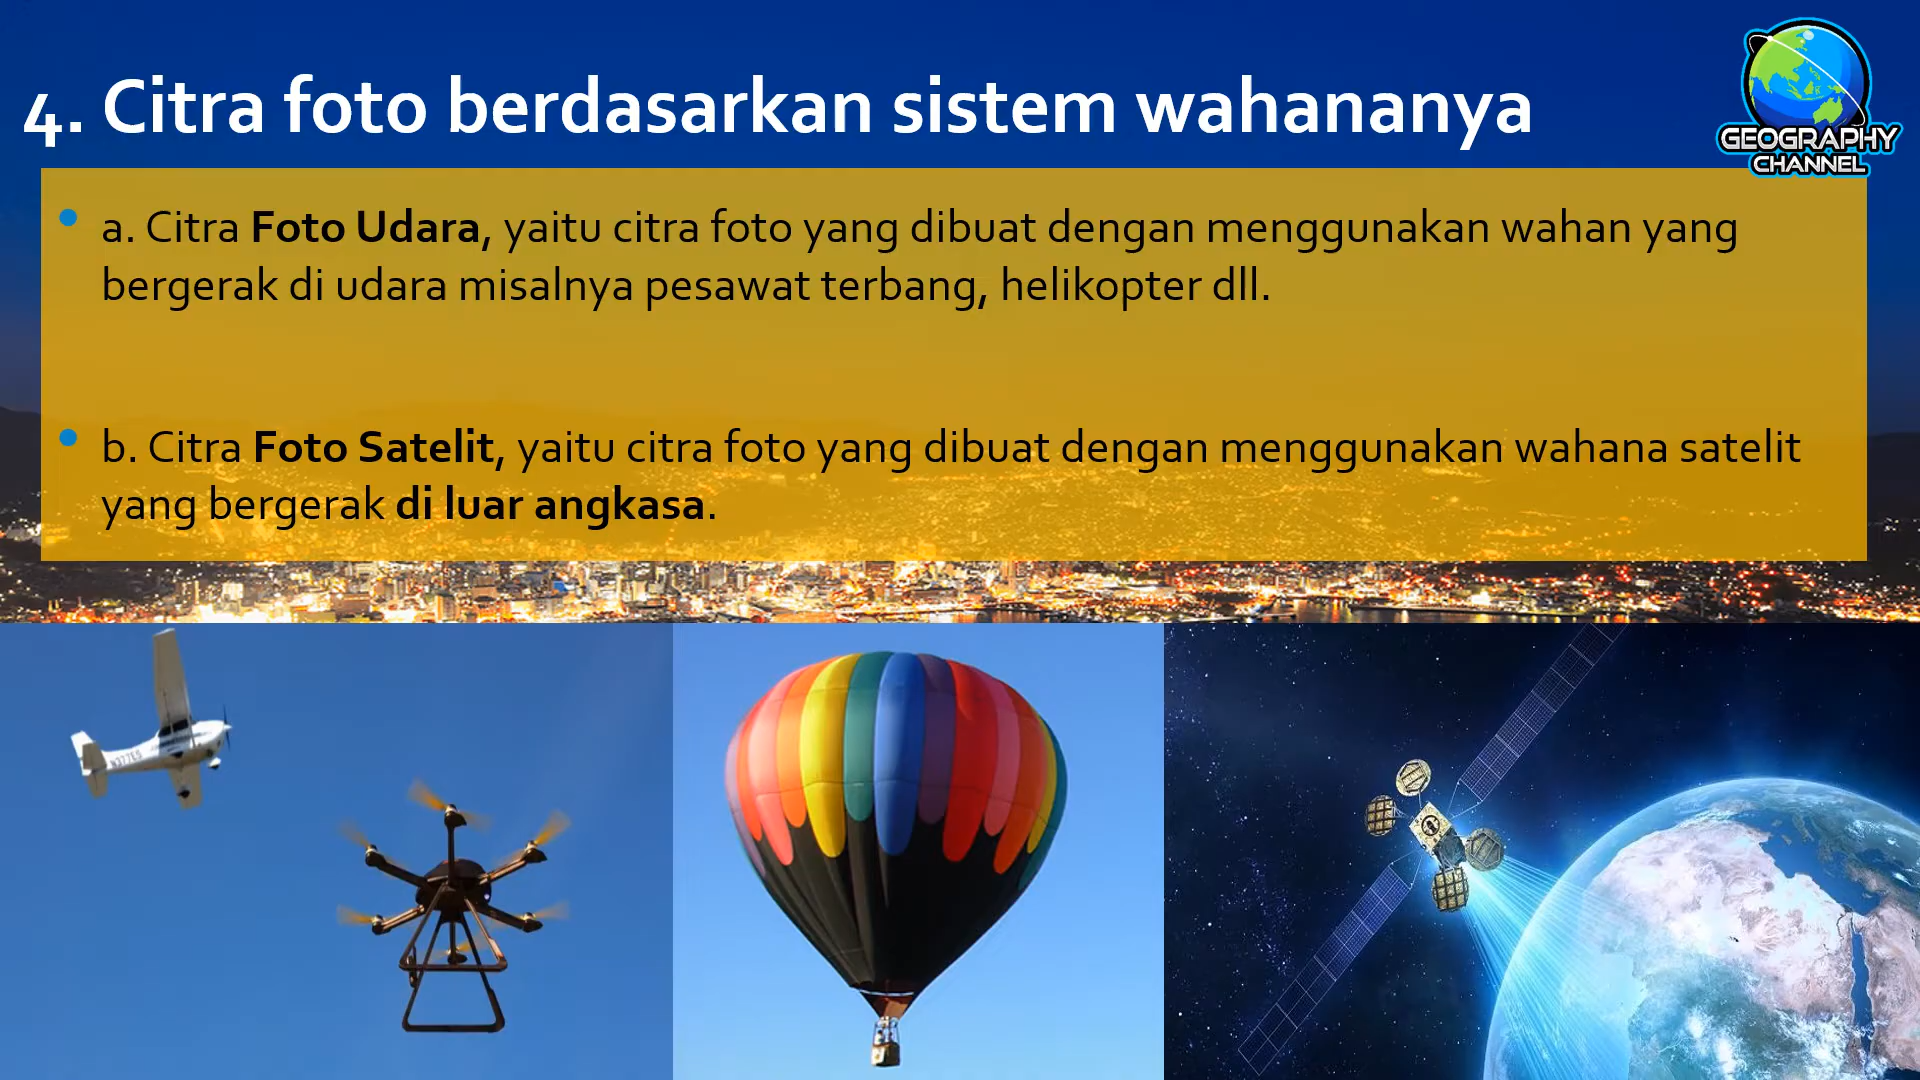 4. Citra foto berdasarkan sistem wahananya
GEOGRAPHY
CHANNEL
• a. Citra Foto Udara, yaitu citra foto yang dibuat dengan menggunakan wahan yang
bergerak di udara misalnya pesawat terbang, helikopter dll.
• b. Citra Foto Satelit, yaitu citra foto yang dibuat dengan menggunakan wahana satelit
yang bergerak di luar angkasa.